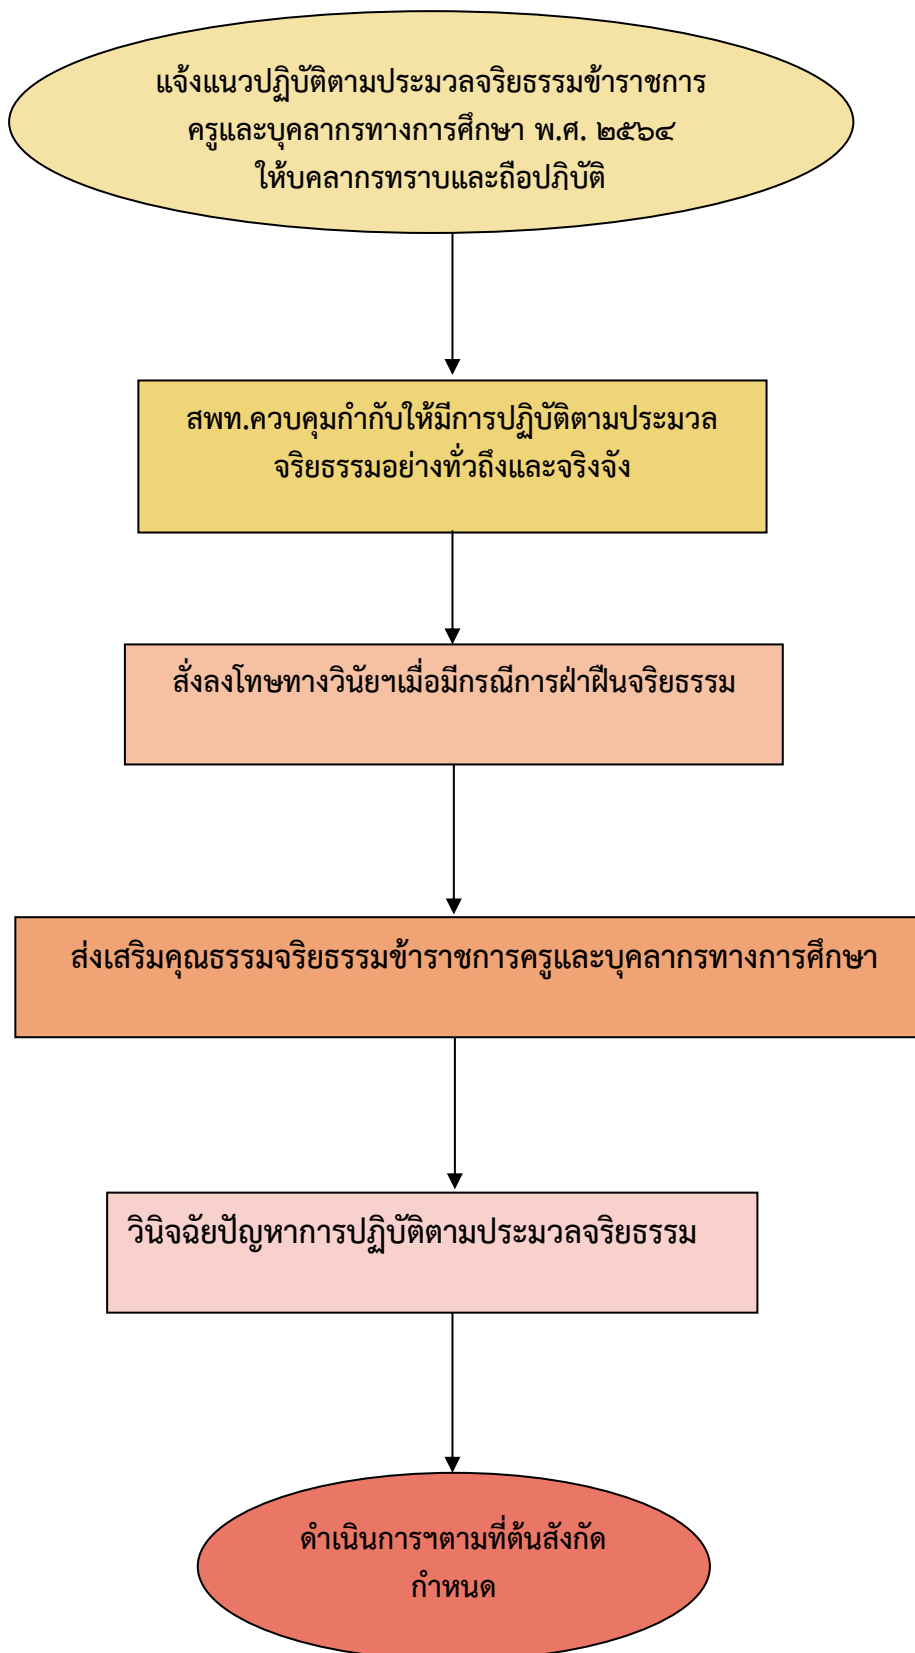 แจ้งแนวปฏิบัติตามประมวลจริยธรรมข้าราชการ
ครูและบุคลากรทางการศึกษา พ.ศ. ๒๕๖๔
ให้บคลากรทราบและถือปภิบัติ
สพท.ควบคุมกำกับให้มีการปฏิบัติตามประมวล
จริยธรรมอย่างทั่วถึงและจริงจัง
สั่งลงโทษทางวินัยฯเมื่อมีกรณีการฝ่าฝืนจริยธรรม
ส่งเสริมคุณธรรมจริยธรรมข้าราชการครูและบุคลากรทางการศึกษา
วินิจฉัยปัญหาการปฏิบัติตามประมวลจริยธรรม
ดำเนินการฯตามที่ต้นสังกัด
กำหนด